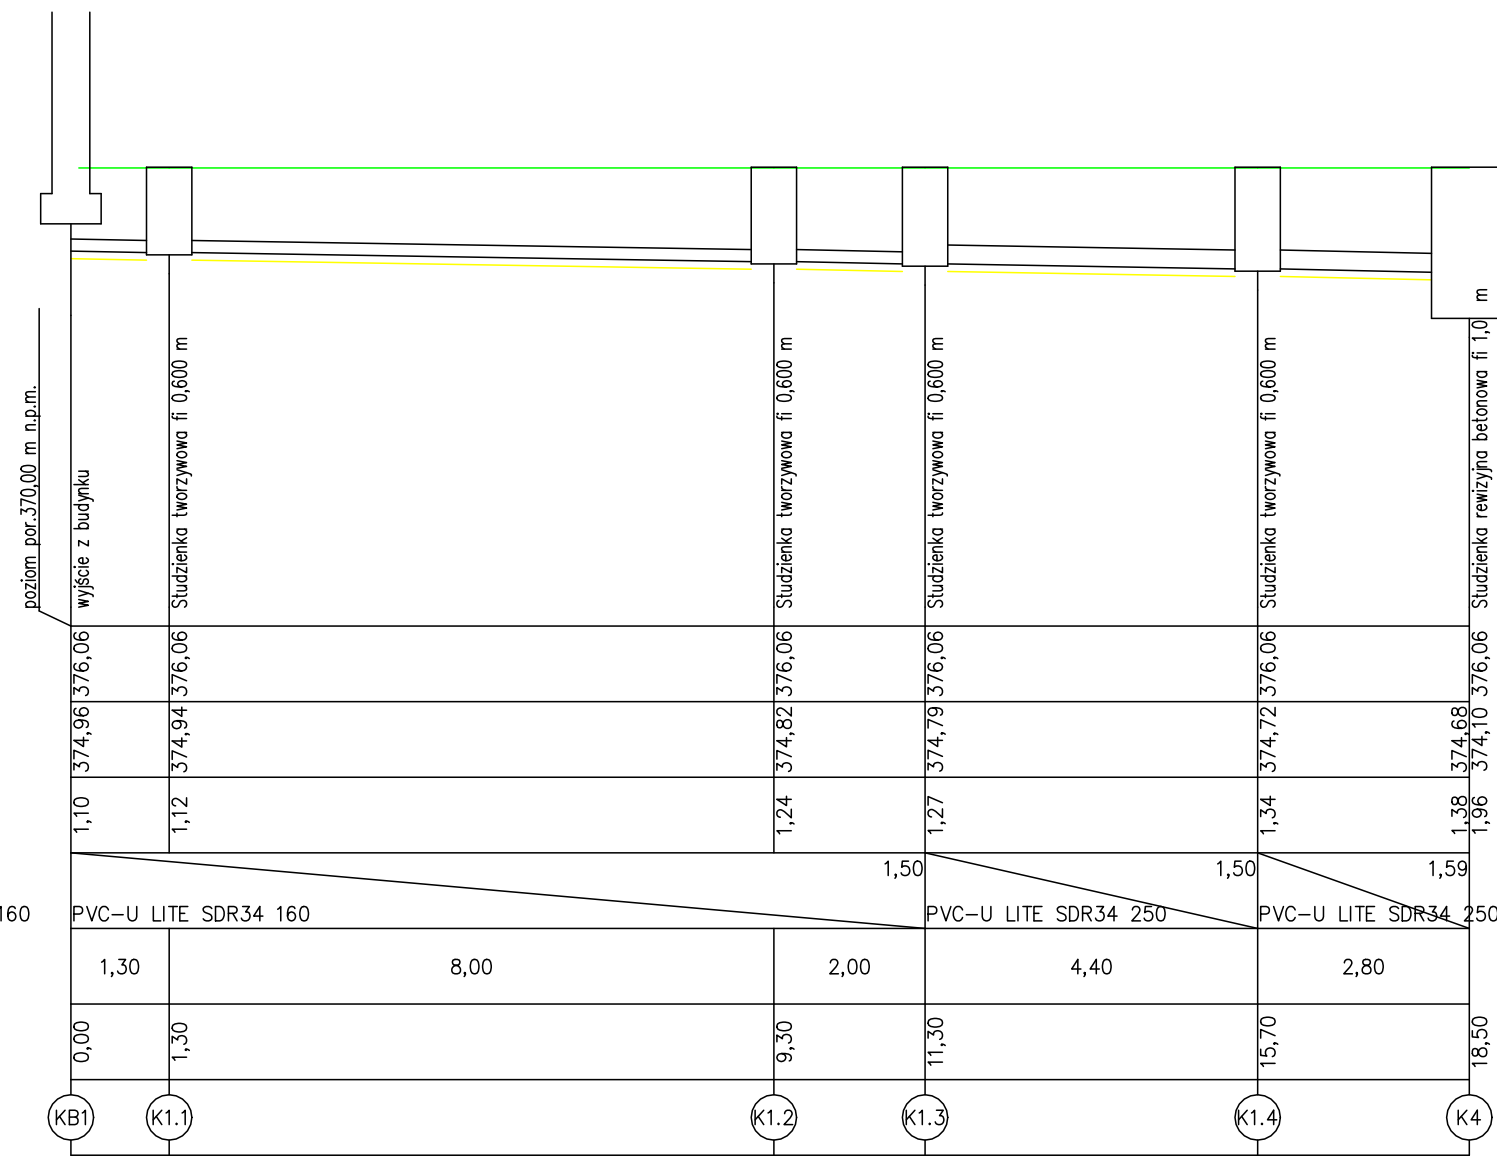 poziom por.370,00 m n.p.m.
wyjście z budynku
Studzienka tworzywowa fi 0,600 m
Studzienka tworzywowa fi 0,600 m
Studzienka tworzywowa fi 0,600 m
Studzienka tworzywowa fi 0,600 m
Studzienka rewizyjna betonowa fi 1,0 m
376,06 376,06 376,06 376,06 376,06 376,06
374,96 374,94 374,82 374,79 374,72 374,68 374,10
1,10 1,12 1,24 1,27 1,34 1,38 1,96
1,50 1,50 1,59
160 PVC-U LITE SDR34 160 PVC-U LITE SDR34 250 PVC-U LITE SDR34 250
1,30 8,00 2,00 4,40 2,80
0,00 1,30 9,30 11,30 15,70 18,50
KB1 K1.1 K1.2 K1.3 K1.4 K4